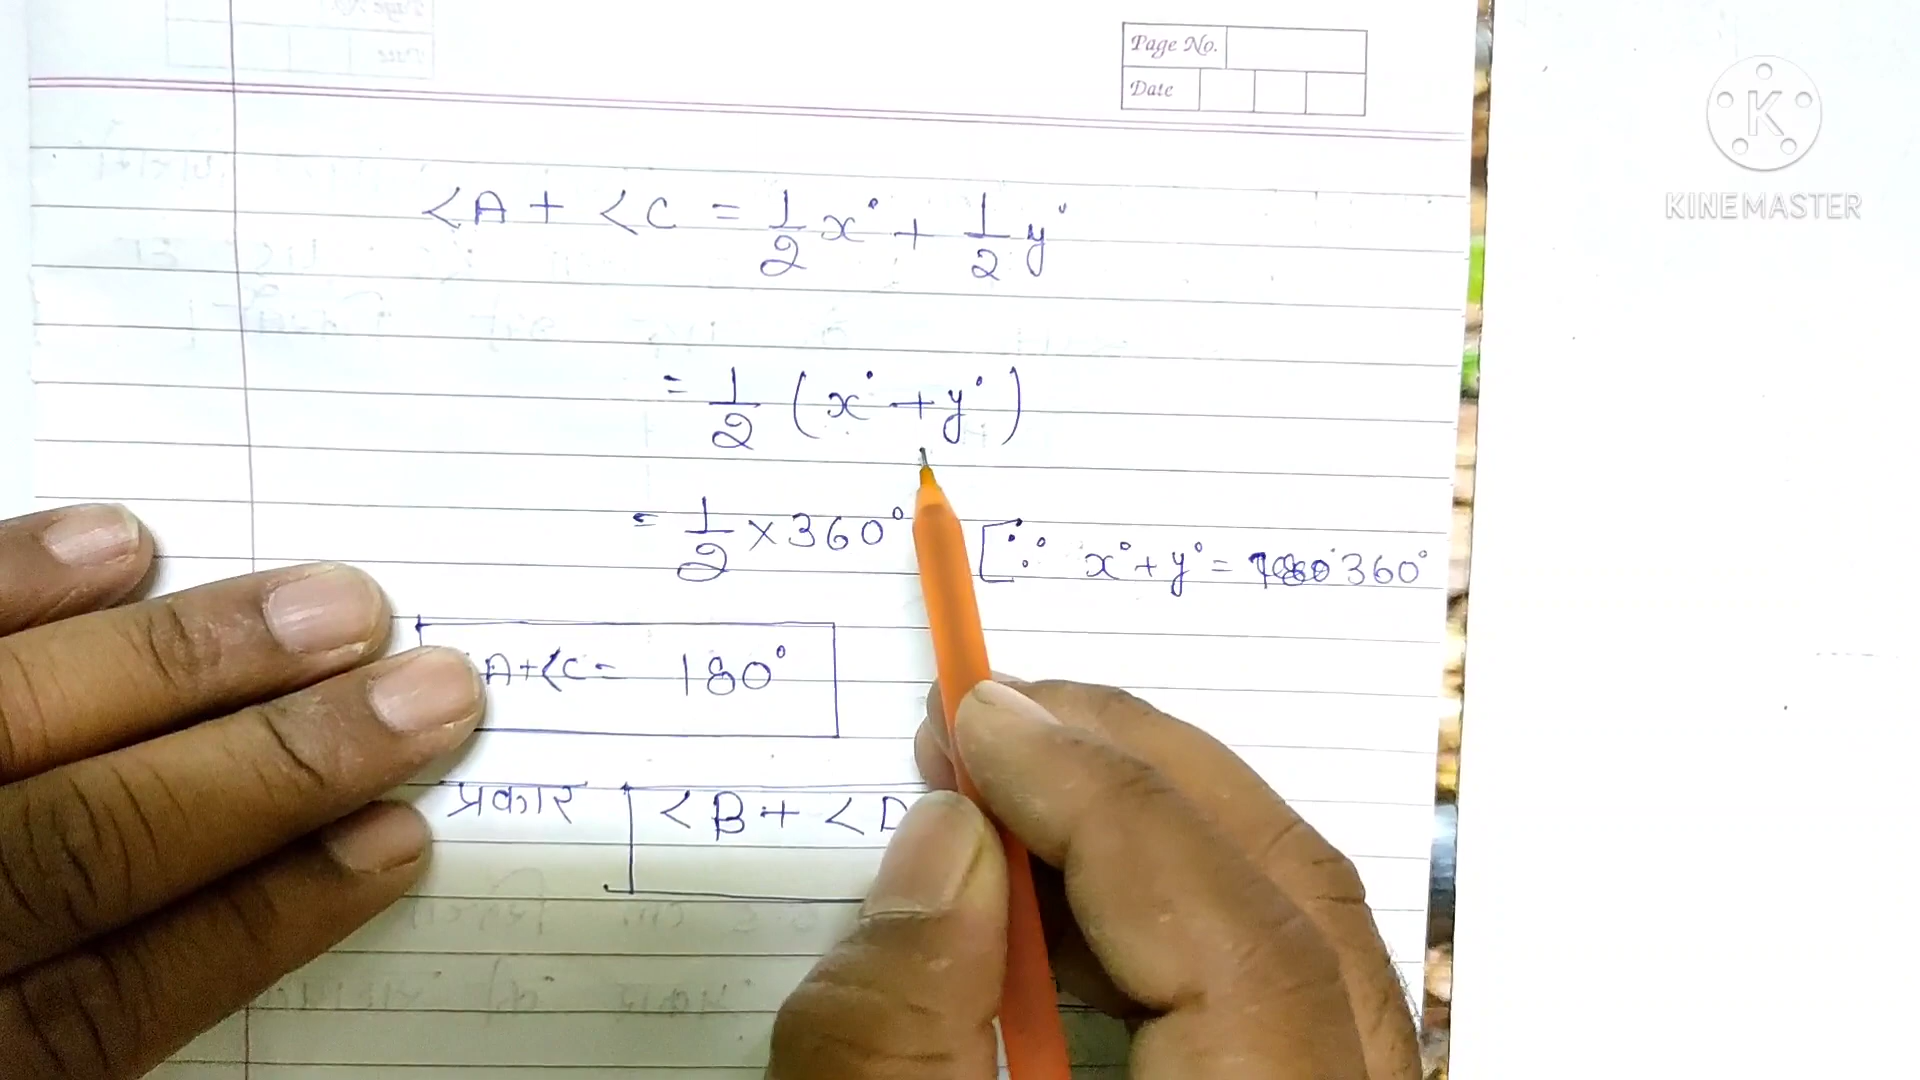 Page No.
Date
KINEMASTER
<A + <C = 1/2 x° + 1/2 y°
= 1/2 (x° + y°)
= 1/2 × 360° [∵ x° + y° = 360°
A + <C = 180°
प्रकार <B + <D